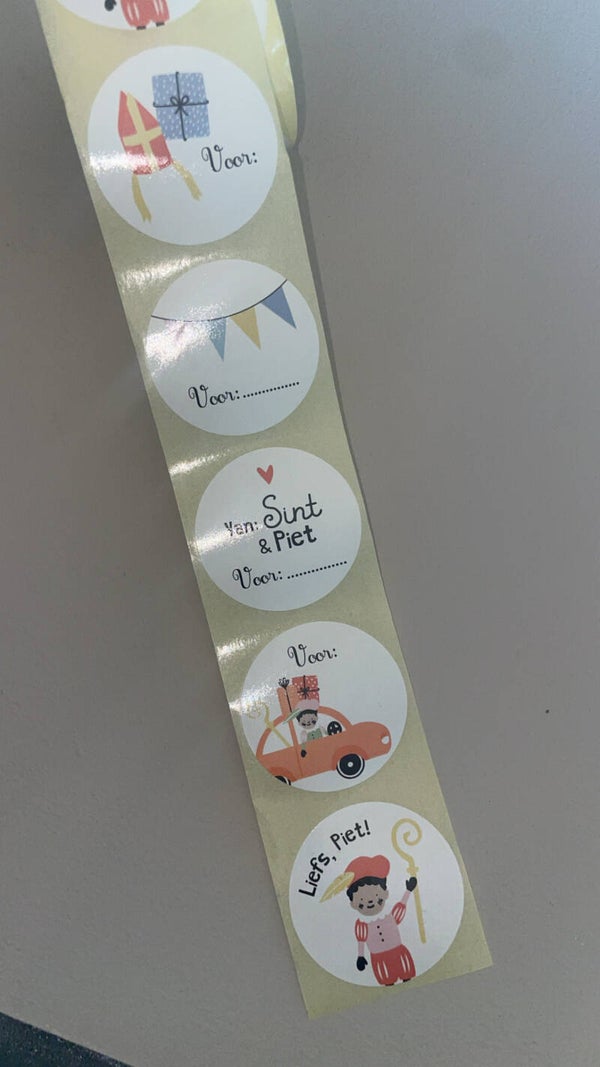 Voor:
Voor:..............
Van: Sint
& Piet
Voor:...............
Voor:
Liefs, Piet!